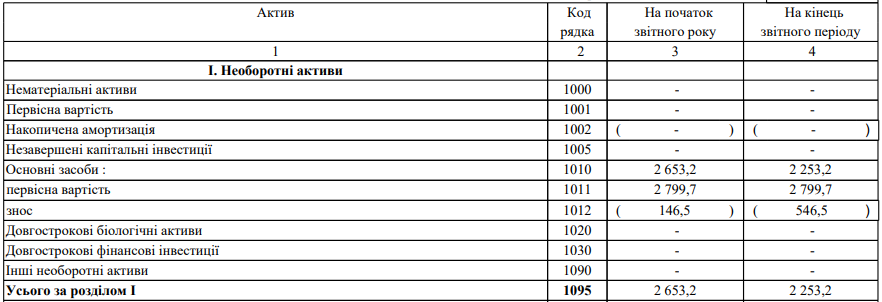 Актив Код рядка На початок звітного року На кінець звітного періоду
1 2 3 4
І. Необоротні активи
Нематеріальні активи 1000 - -
Первісна вартість 1001 - -
Накопичена амортизація 1002 ( - ) ( - )
Незавершені капітальні інвестиції 1005 - -
Основні засоби : 1010 2 653,2 2 253,2
первісна вартість 1011 2 799,7 2 799,7
знос 1012 ( 146,5 ) ( 546,5 )
Довгострокові біологічні активи 1020 - -
Довгострокові фінансові інвестиції 1030 - -
Інші необоротні активи 1090 - -
Усього за розділом І 1095 2 653,2 2 253,2